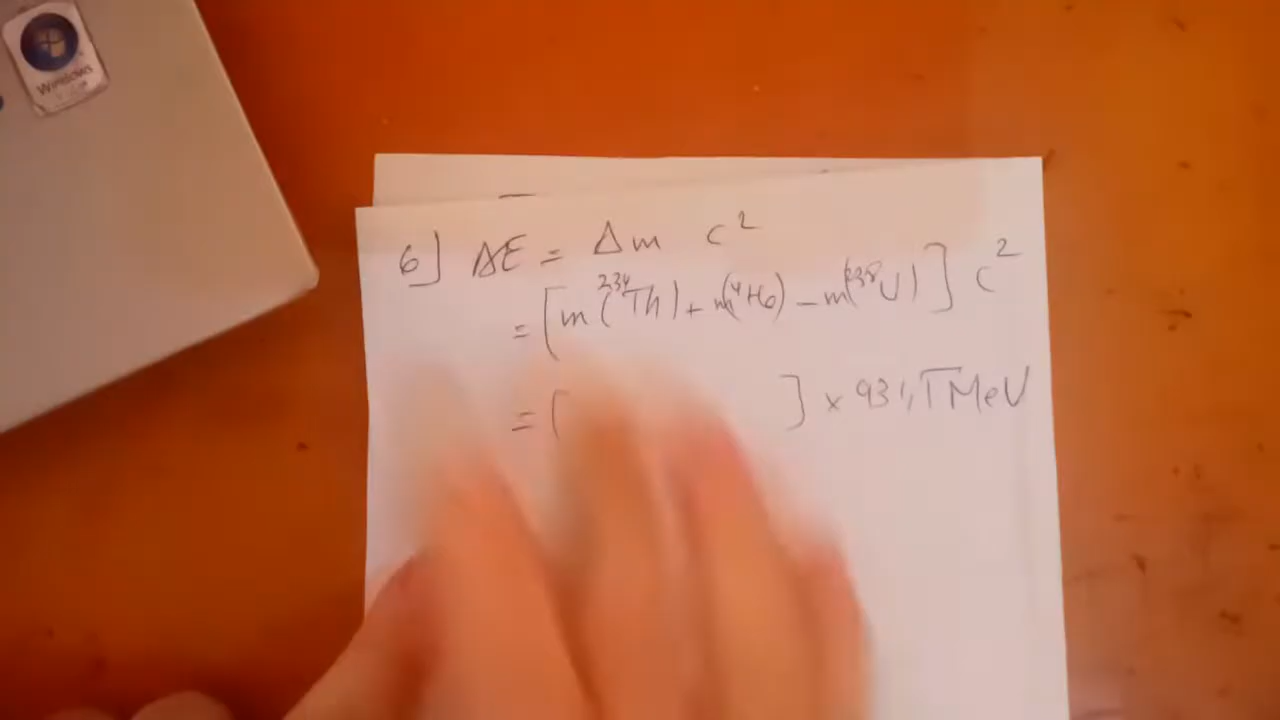 Windows
6] ΔE = Δm c²
= [m(²³⁴Th) + m(⁴He) − m(²³⁸U)] c²
= [ ] × 931,5 MeV